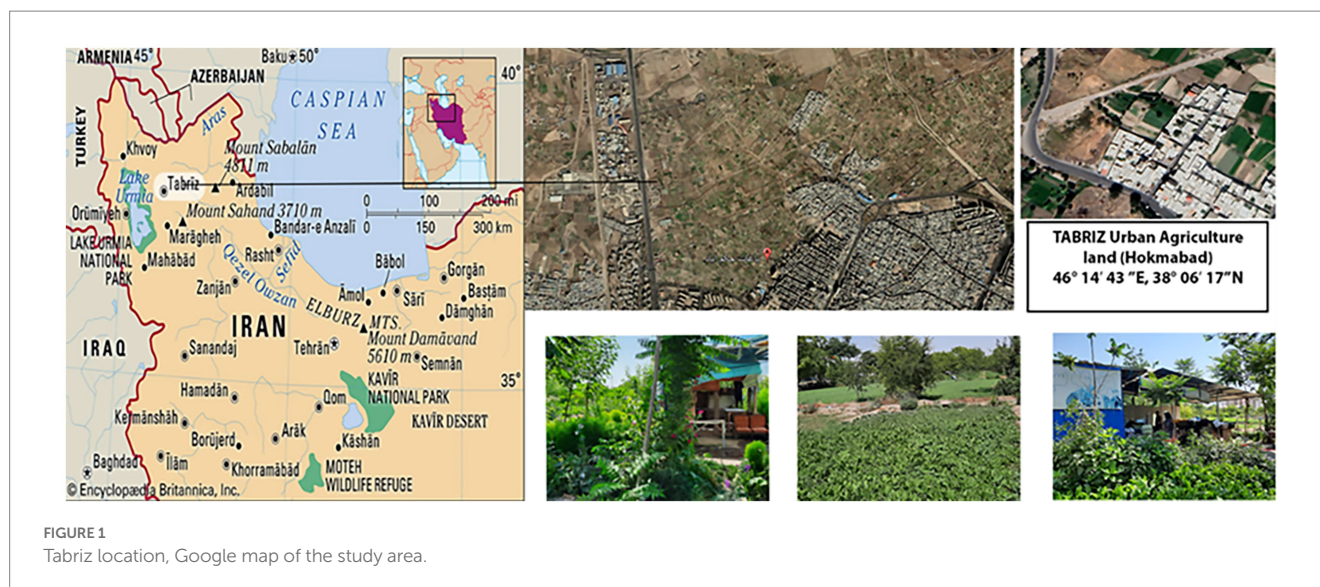 ARMENIA 45°
Baku 50°
40°
AZERBAIJAN
CASPIAN
SEA
TURKEY
Aras
Mount Sabalān
4811 m
Khvoy
Lake
Urmia
Tabrīz
Ardabīl
Orūmīyeh
Mount Sahand 3710 m
0 100 200 mi
0 150 300 km
LAKE URMIA
NATIONAL
PARK
Marāgheh
Bandar-e Anzalī
Mahābād
Rasht
Sefīd
Qezel Owzan
Zanjān
Bābol
Gorgān
Āmol
Sārī
Basṭām
ELBURZ
MTS.
Dāmghān
IRAN
Mount Damāvand
5610 m
IRAQ
Sanandaj
Tehrān
Semnān
KAVĪR
NATIONAL PARK
35°
Hamadān
Qom
KAVĪR DESERT
Kermānshāh
Borūjerd
Arāk
Kāshān
Baghdad
Īlām
Khorramābād
MOTEH
WILDLIFE REFUGE
© Encyclopædia Britannica, Inc.
TABRIZ Urban Agriculture
land (Hokmabad)
46° 14′ 43 ″E, 38° 06′ 17″N
FIGURE 1
Tabriz location, Google map of the study area.